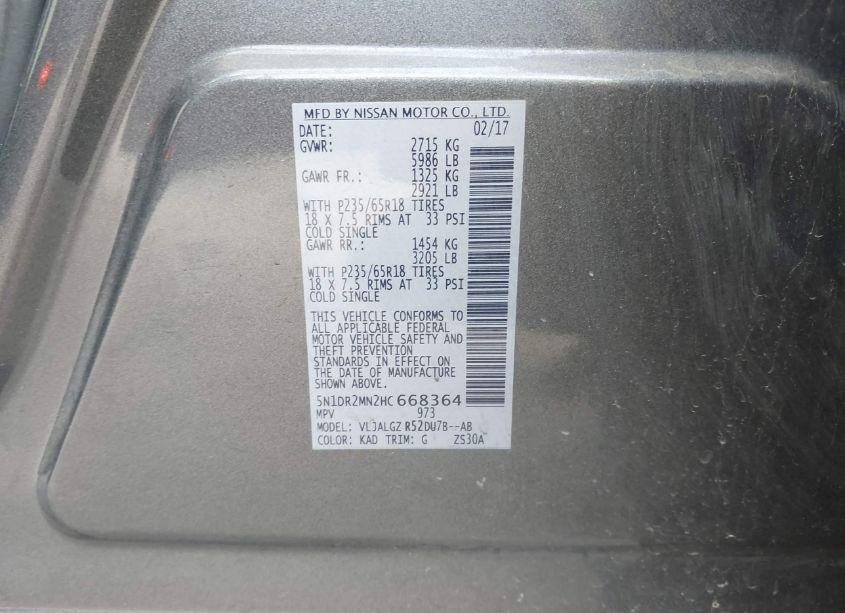 MFD BY NISSAN MOTOR CO., LTD.
DATE: 02/17
GVWR: 2715 KG
5986 LB
GAWR FR.: 1325 KG
2921 LB
WITH P235/65R18 TIRES
18 X 7.5 RIMS AT 33 PSI
COLD SINGLE
GAWR RR.: 1454 KG
3205 LB
WITH P235/65R18 TIRES
18 X 7.5 RIMS AT 33 PSI
COLD SINGLE
THIS VEHICLE CONFORMS TO
ALL APPLICABLE FEDERAL
MOTOR VEHICLE SAFETY AND
THEFT PREVENTION
STANDARDS IN EFFECT ON
THE DATE OF MANUFACTURE
SHOWN ABOVE.
5N1DR2MN2HC668364
MPV 973
MODEL: VLJALGZ R52DU7B--AB
COLOR: KAD TRIM: G ZS30A